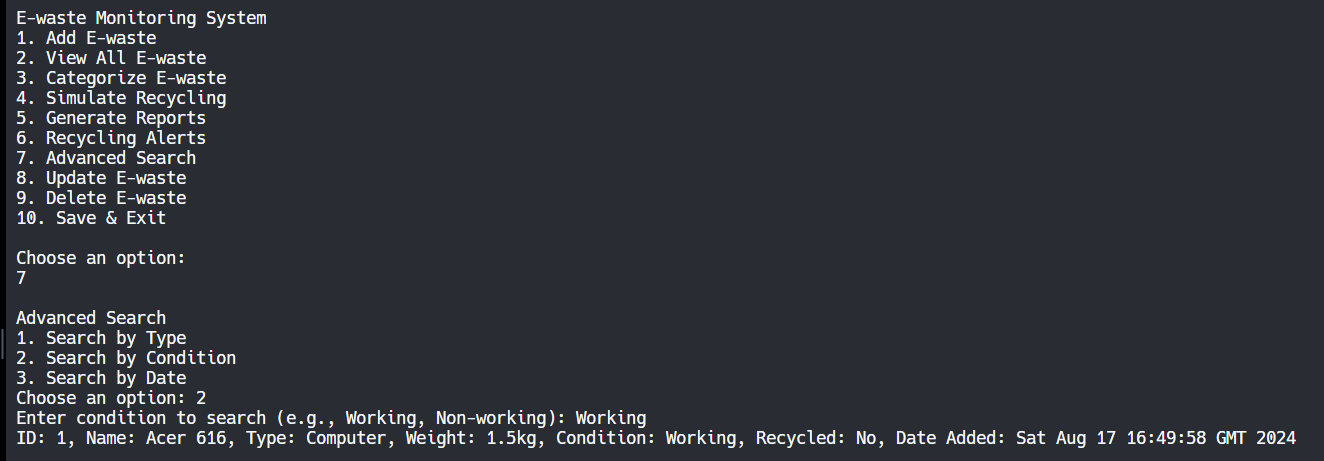 E-waste Monitoring System
1. Add E-waste
2. View All E-waste
3. Categorize E-waste
4. Simulate Recycling
5. Generate Reports
6. Recycling Alerts
7. Advanced Search
8. Update E-waste
9. Delete E-waste
10. Save & Exit
Choose an option:
7
Advanced Search
1. Search by Type
2. Search by Condition
3. Search by Date
Choose an option: 2
Enter condition to search (e.g., Working, Non-working): Working
ID: 1, Name: Acer 616, Type: Computer, Weight: 1.5kg, Condition: Working, Recycled: No, Date Added: Sat Aug 17 16:49:58 GMT 2024